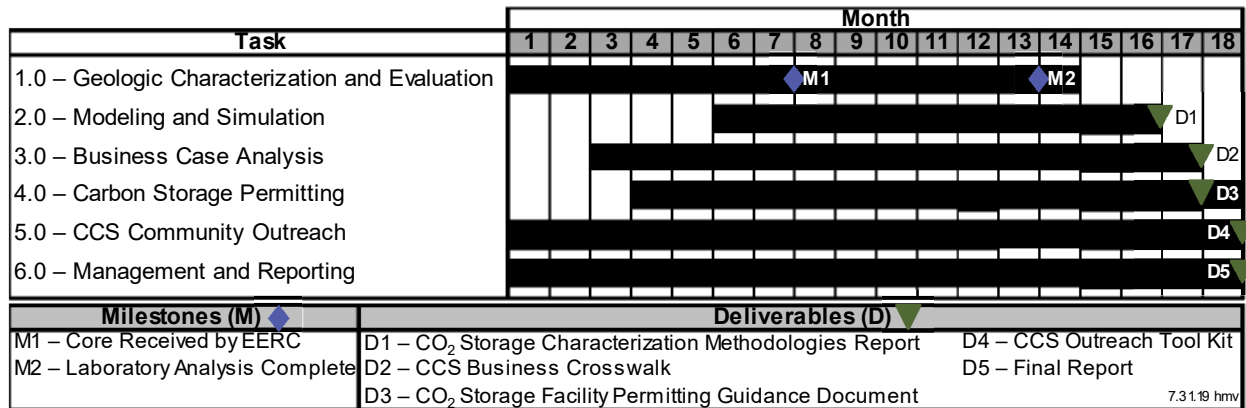 Month
Task 1 2 3 4 5 6 7 8 9 10 11 12 13 14 15 16 17 18
1.0 – Geologic Characterization and Evaluation M1 M2
2.0 – Modeling and Simulation D1
3.0 – Business Case Analysis D2
4.0 – Carbon Storage Permitting D3
5.0 – CCS Community Outreach D4
6.0 – Management and Reporting D5
Milestones (M) Deliverables (D)
M1 – Core Received by EERC D1 – CO₂ Storage Characterization Methodologies Report D4 – CCS Outreach Tool Kit
M2 – Laboratory Analysis Complete D2 – CCS Business Crosswalk D5 – Final Report
D3 – CO₂ Storage Facility Permitting Guidance Document 7.31.19 hmv